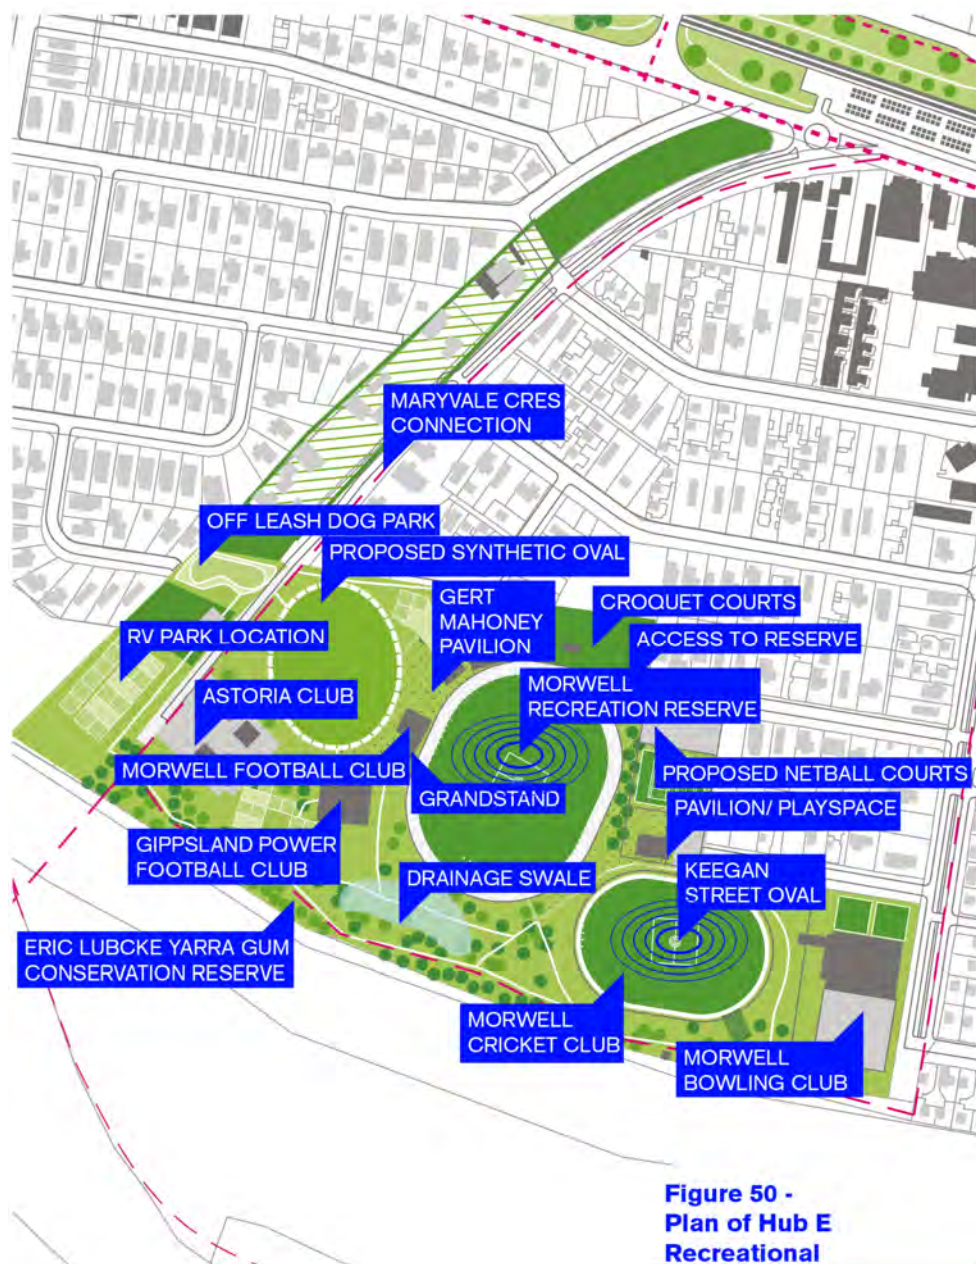 MARYVALE CRES
CONNECTION
OFF LEASH DOG PARK
PROPOSED SYNTHETIC OVAL
GERT
MAHONEY
PAVILION
CROQUET COURTS
RV PARK LOCATION
ACCESS TO RESERVE
ASTORIA CLUB
MORWELL
RECREATION RESERVE
MORWELL FOOTBALL CLUB
PROPOSED NETBALL COURTS
GRANDSTAND
PAVILION/ PLAYSPACE
GIPPSLAND POWER
FOOTBALL CLUB
DRAINAGE SWALE
KEEGAN
STREET OVAL
ERIC LUBCKE YARRA GUM
CONSERVATION RESERVE
MORWELL
CRICKET CLUB
MORWELL
BOWLING CLUB
Figure 50 -
Plan of Hub E
Recreational